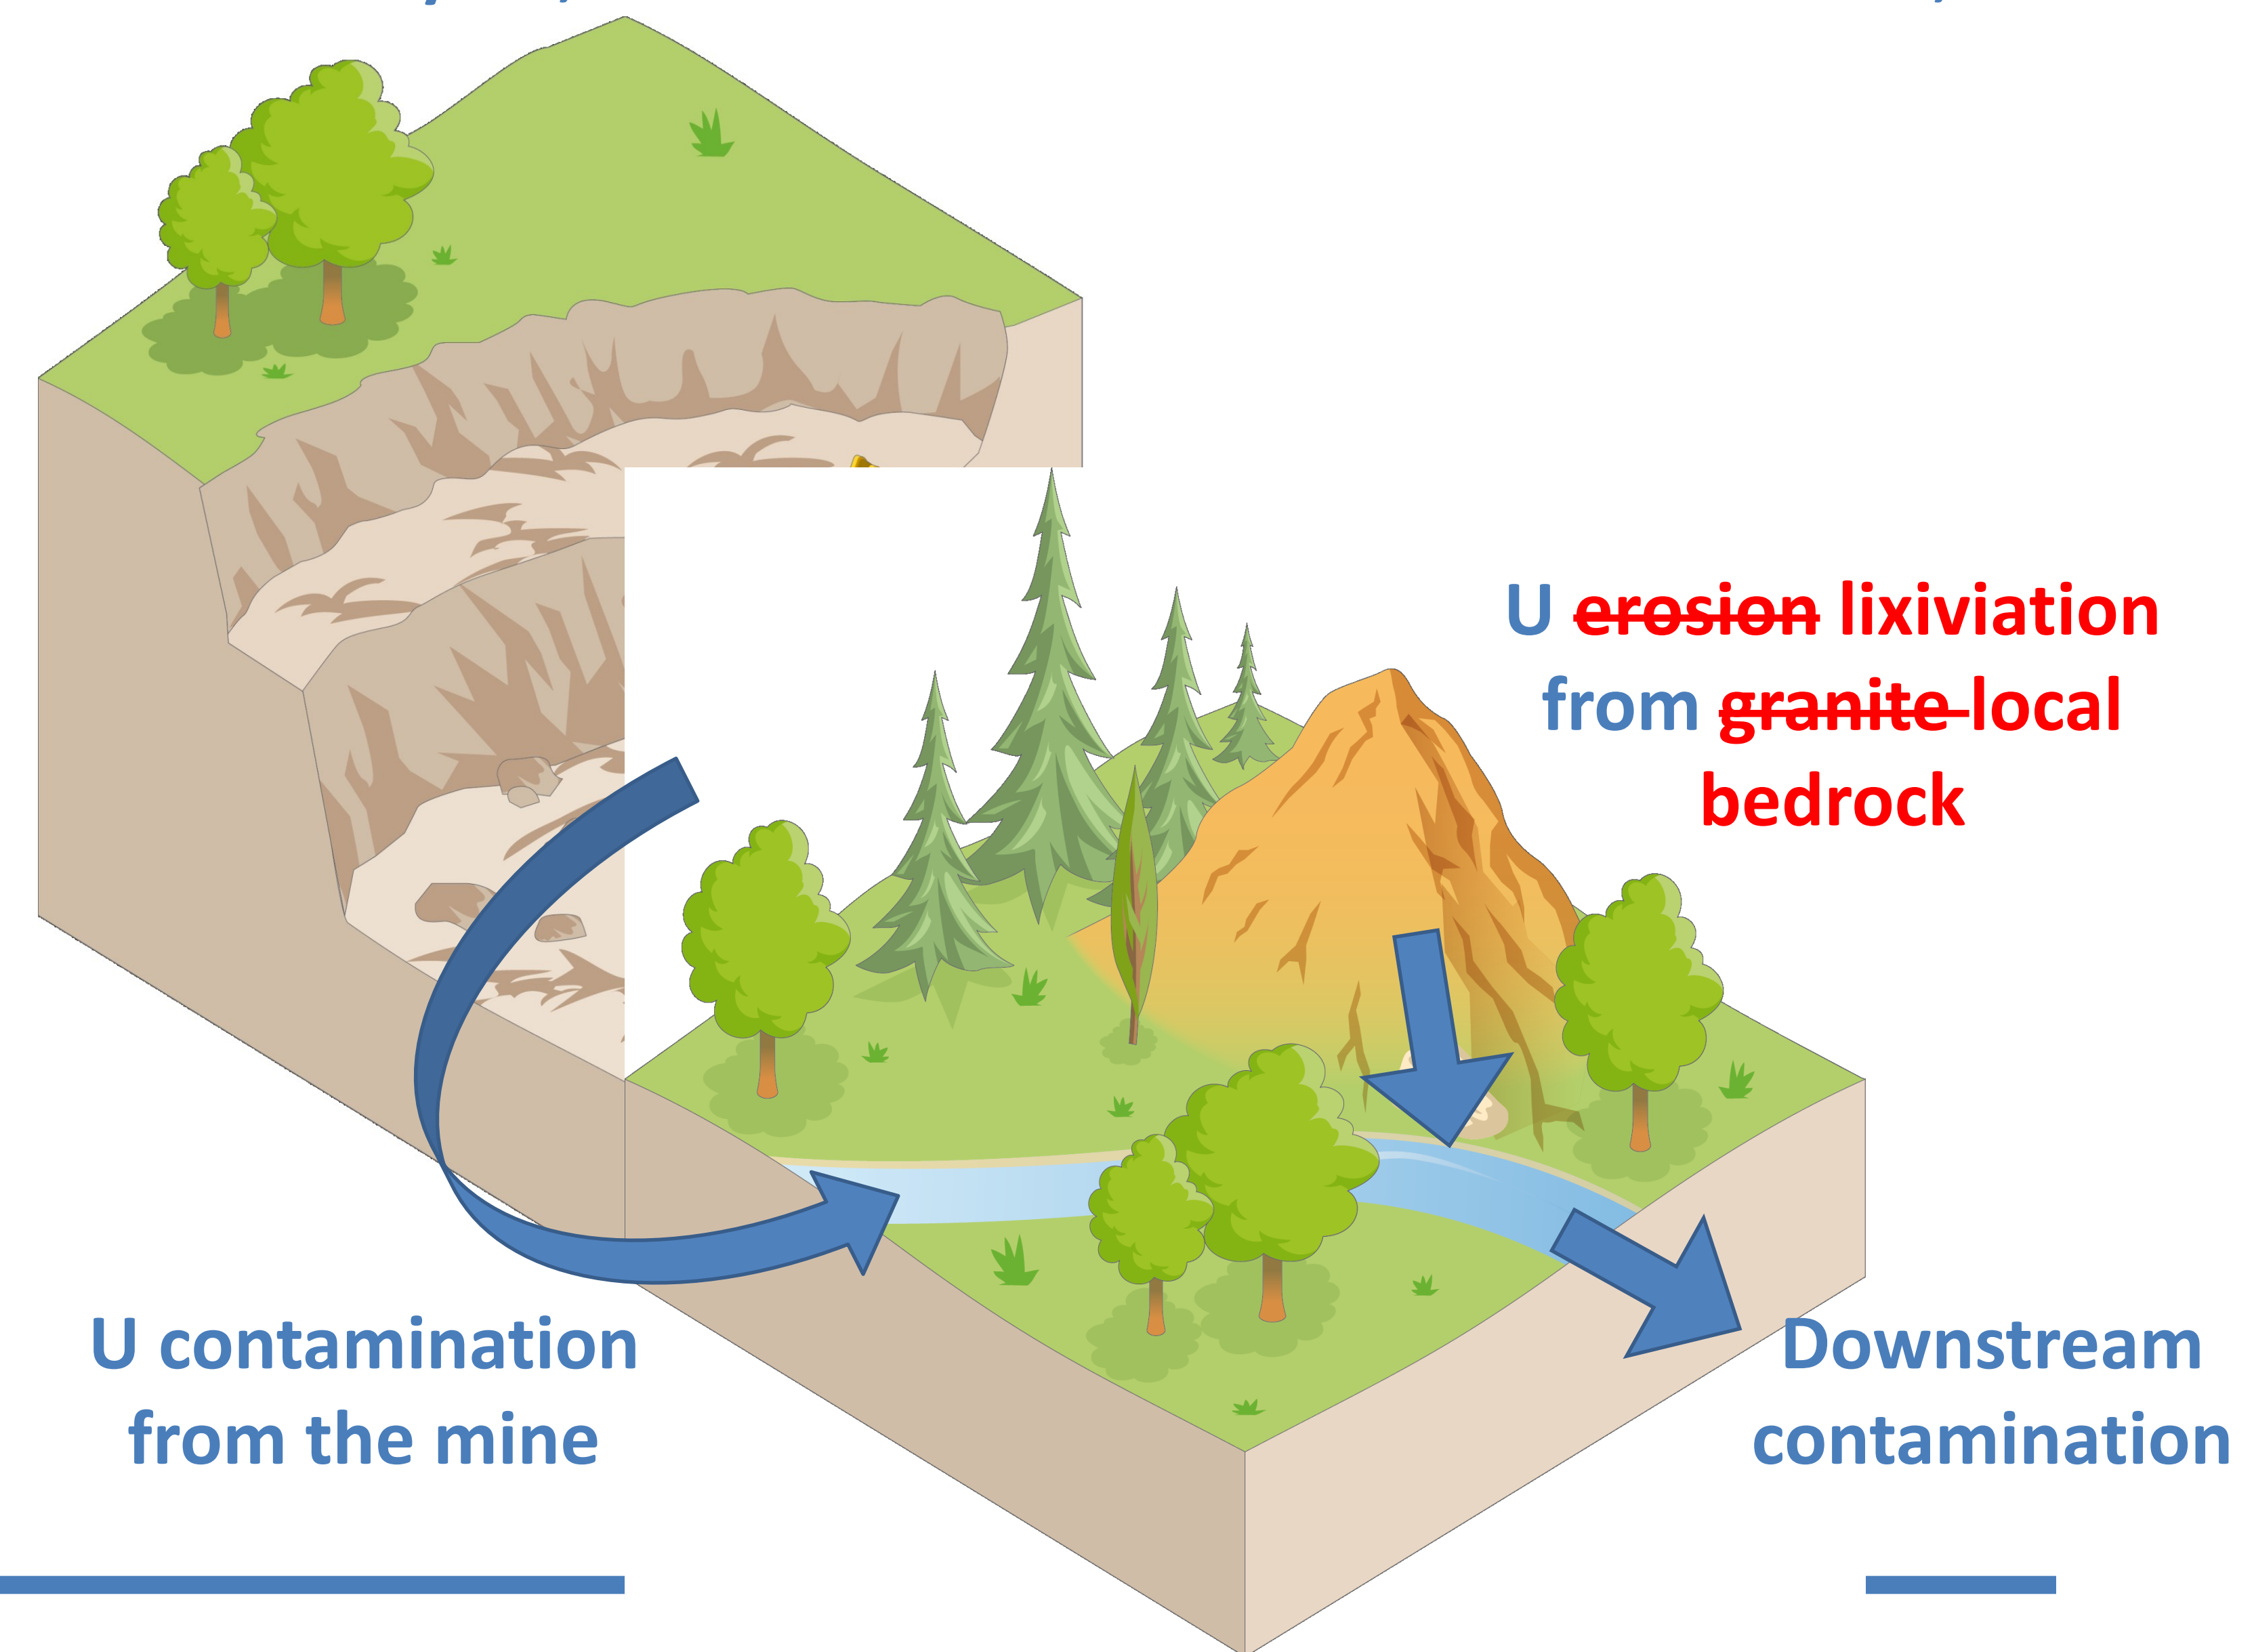 U erosion lixiviation
from granite local
bedrock
U contamination
from the mine
Downstream
contamination